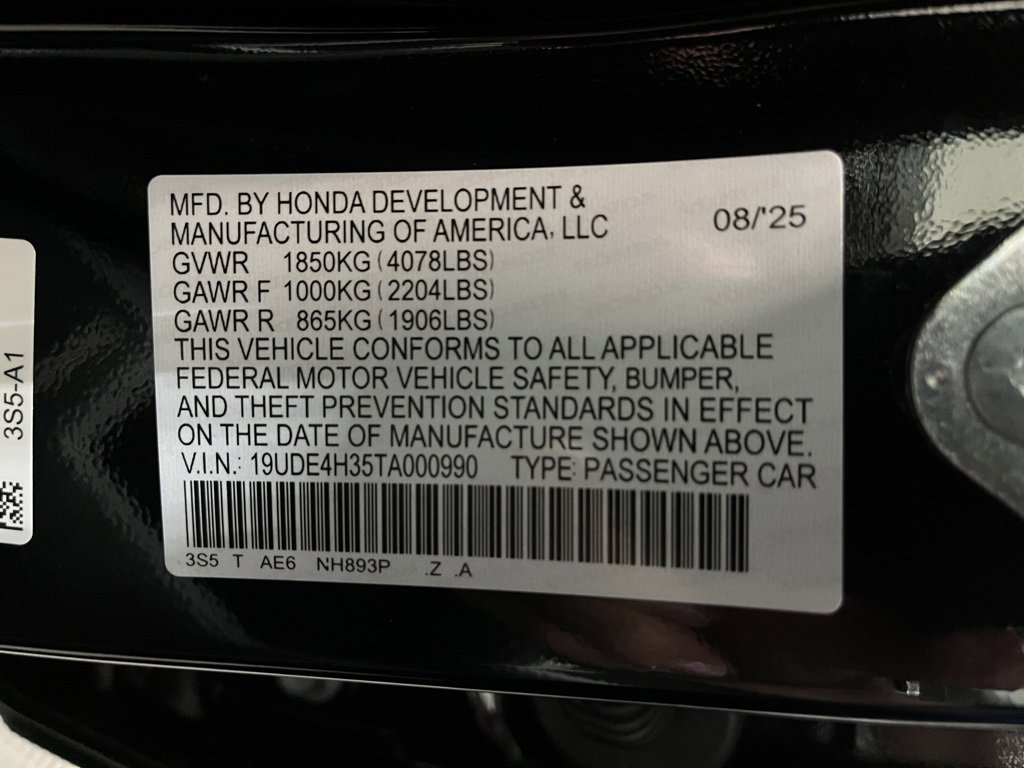 MFD. BY HONDA DEVELOPMENT &
MANUFACTURING OF AMERICA, LLC 08/'25
GVWR 1850KG (4078LBS)
GAWR F 1000KG (2204LBS)
GAWR R 865KG (1906LBS)
THIS VEHICLE CONFORMS TO ALL APPLICABLE
FEDERAL MOTOR VEHICLE SAFETY, BUMPER,
AND THEFT PREVENTION STANDARDS IN EFFECT
ON THE DATE OF MANUFACTURE SHOWN ABOVE.
V.I.N.: 19UDE4H35TA000990 TYPE: PASSENGER CAR
3S5 T AE6 NH893P .Z .A
3S5-A1